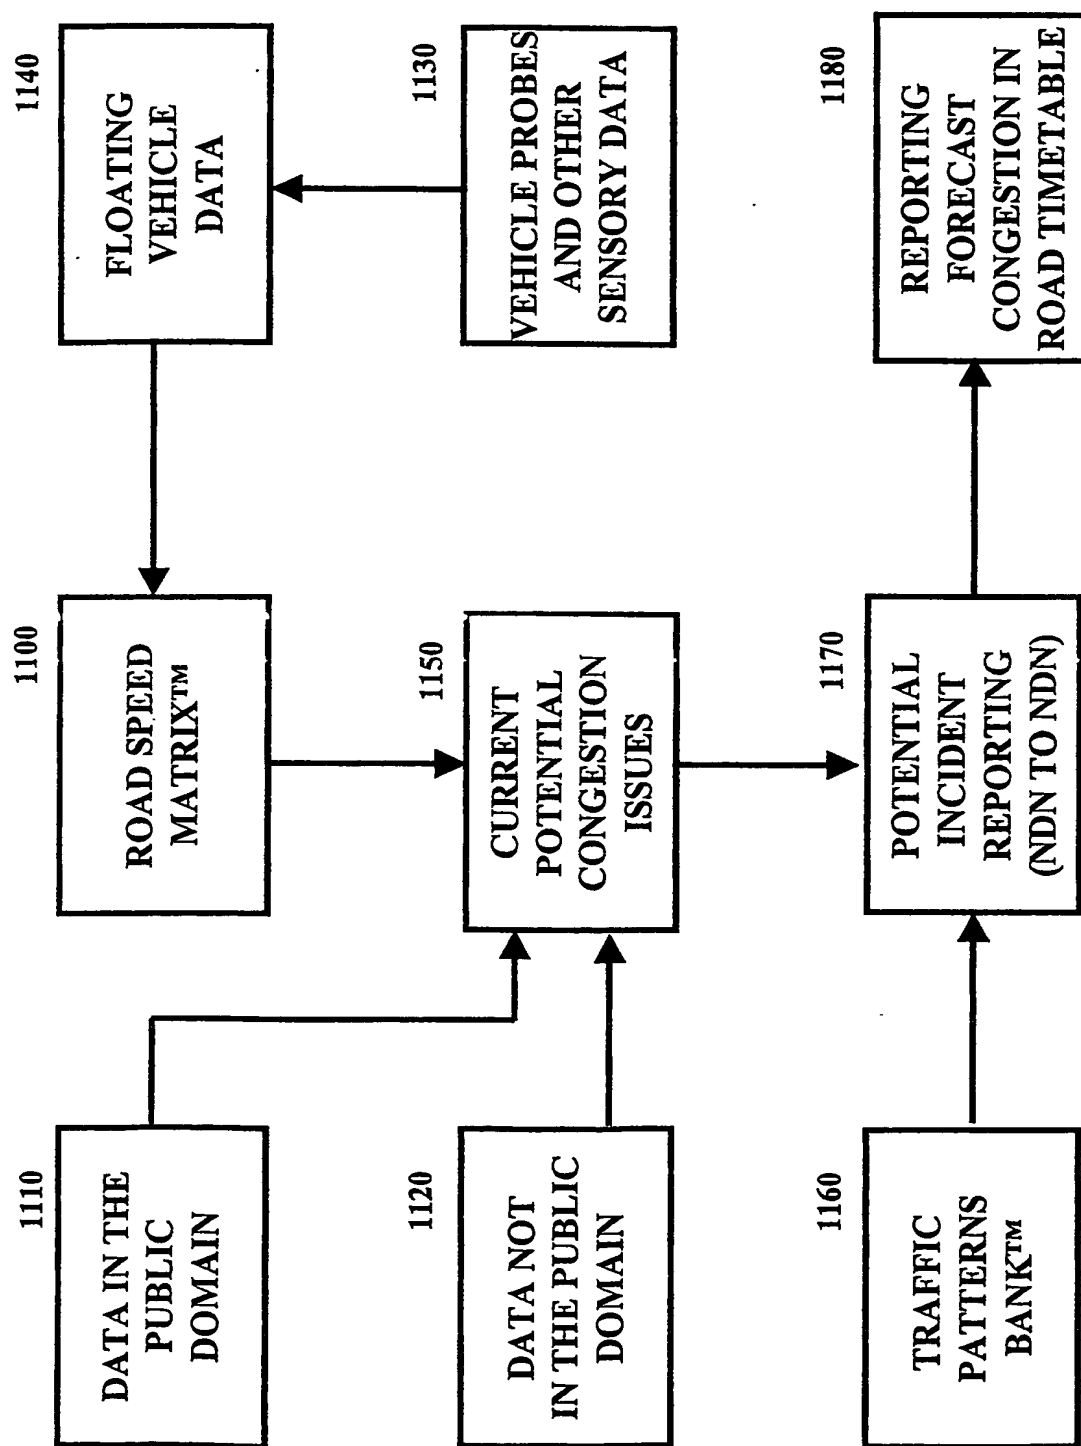 1110
DATA IN THE
PUBLIC
DOMAIN
1100
ROAD SPEED
MATRIX™
1140
FLOATING
VEHICLE
DATA
1120
DATA NOT
IN THE PUBLIC
DOMAIN
1150
CURRENT
POTENTIAL
CONGESTION
ISSUES
1130
VEHICLE PROBES
AND OTHER
SENSORY DATA
1160
TRAFFIC
PATTERNS
BANK™
1170
POTENTIAL
INCIDENT
REPORTING
(NDN TO NDN)
1180
REPORTING
FORECAST
CONGESTION IN
ROAD TIMETABLE